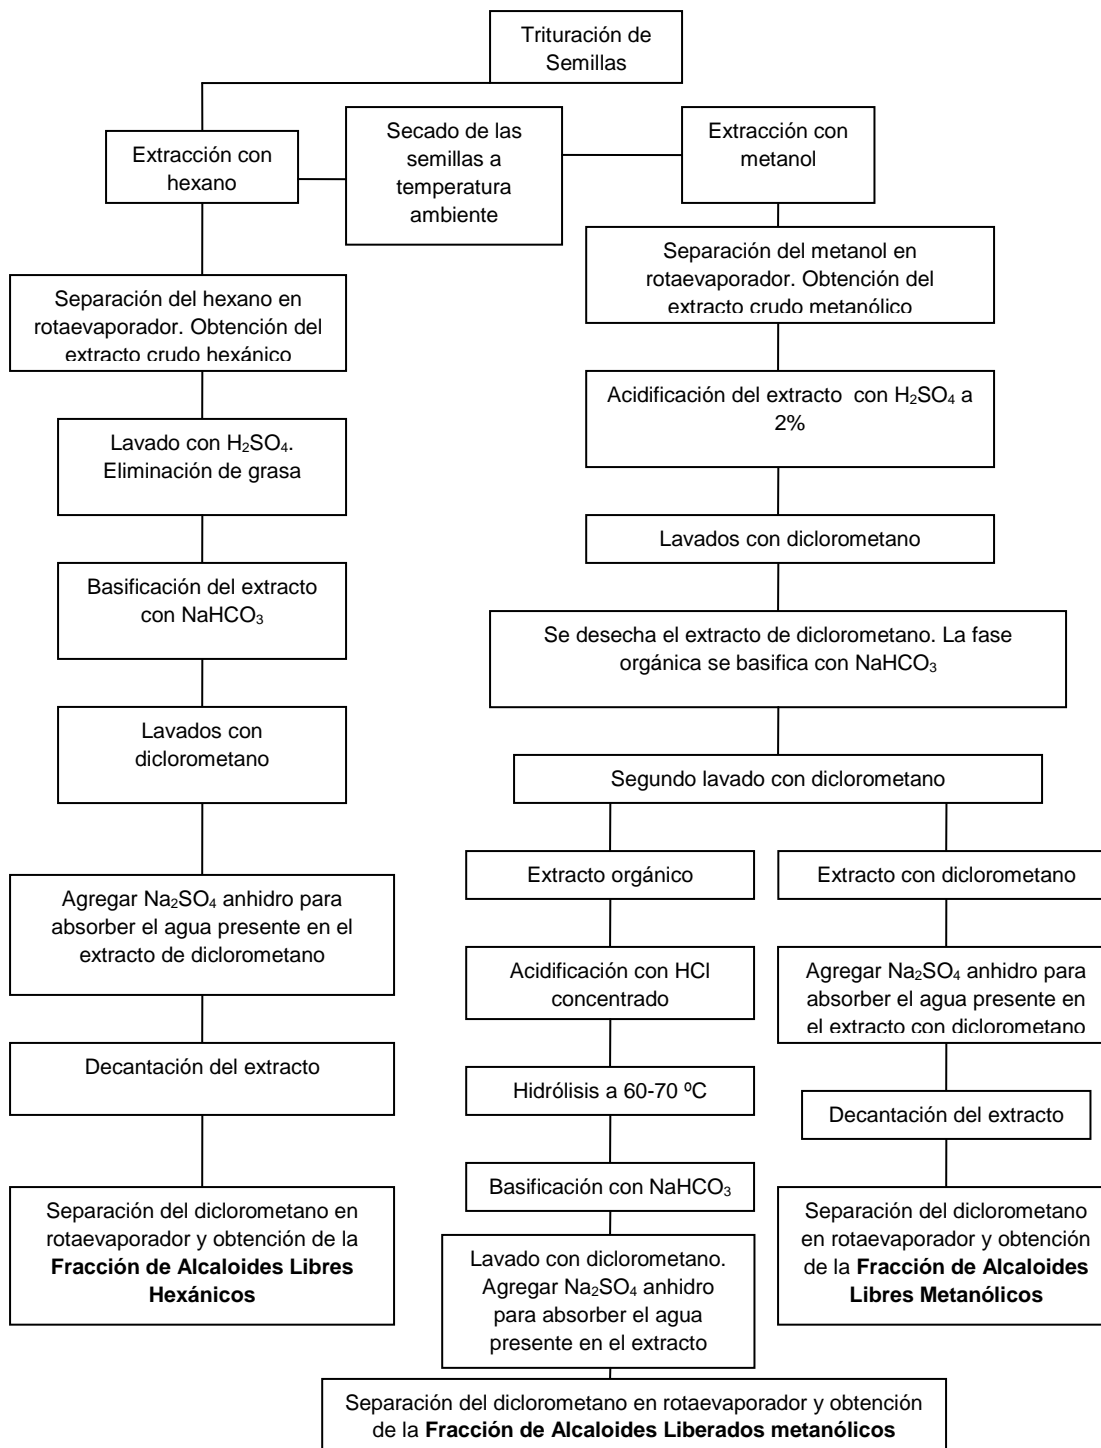 Trituración de
Semillas
Extracción con
hexano
Secado de las
semillas a
temperatura
ambiente
Extracción con
metanol
Separación del hexano en
rotaevaporador. Obtención del
extracto crudo hexánico
Lavado con H₂SO₄.
Eliminación de grasa
Basificación del extracto
con NaHCO₃
Lavados con
diclorometano
Agregar Na₂SO₄ anhidro para
absorber el agua presente en el
extracto de diclorometano
Decantación del extracto
Separación del diclorometano en
rotaevaporador y obtención de la
Fracción de Alcaloides Libres
Hexánicos
Separación del metanol en
rotaevaporador. Obtención del
extracto crudo metanólico
Acidificación del extracto  con H₂SO₄ a
2%
Lavados con diclorometano
Se desecha el extracto de diclorometano. La fase
orgánica se basifica con NaHCO₃
Segundo lavado con diclorometano
Extracto orgánico
Acidificación con HCl
concentrado
Hidrólisis a 60-70 ºC
Basificación con NaHCO₃
Lavado con diclorometano.
Agregar Na₂SO₄ anhidro
para absorber el agua
presente en el extracto
Separación del diclorometano en rotaevaporador y obtención
de la Fracción de Alcaloides Liberados metanólicos
Extracto con diclorometano
Agregar Na₂SO₄ anhidro para
absorber el agua presente en
el extracto con diclorometano
Decantación del extracto
Separación del diclorometano
en rotaevaporador y obtención
de la Fracción de Alcaloides
Libres Metanólicos